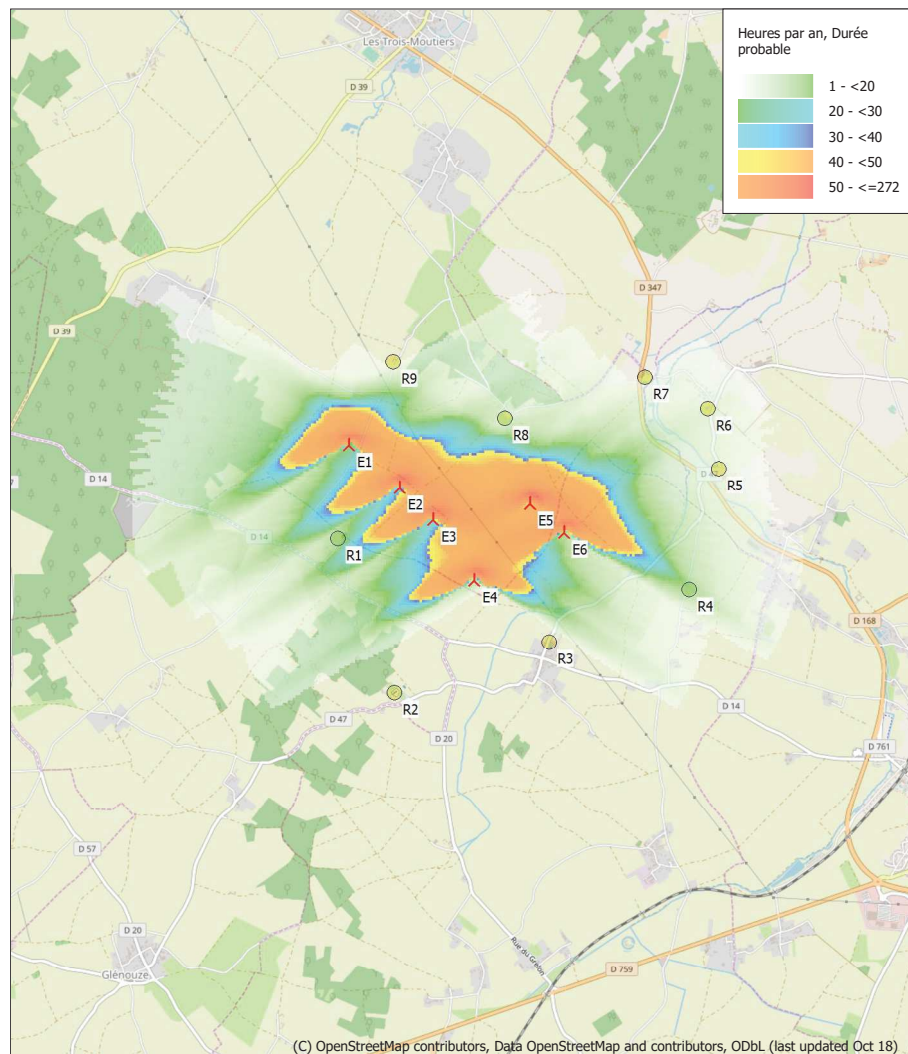 Heures par an, Durée
probable
1 - <20
20 - <30
30 - <40
40 - <50
50 - <=272
Les Trois-Moutiers
D 39
D 347
D 39
R9
R7
R8
R6
E1
D 14
E2
R5
E5
E3
D 14
R1
E6
E4
R4
D 168
R3
R2
D 47
D 14
D 20
D 761
D 57
D 20
Rue du Grelon
Glénouze
D 759
(C) OpenStreetMap contributors, Data OpenStreetMap and contributors, ODbL (last updated Oct 18)